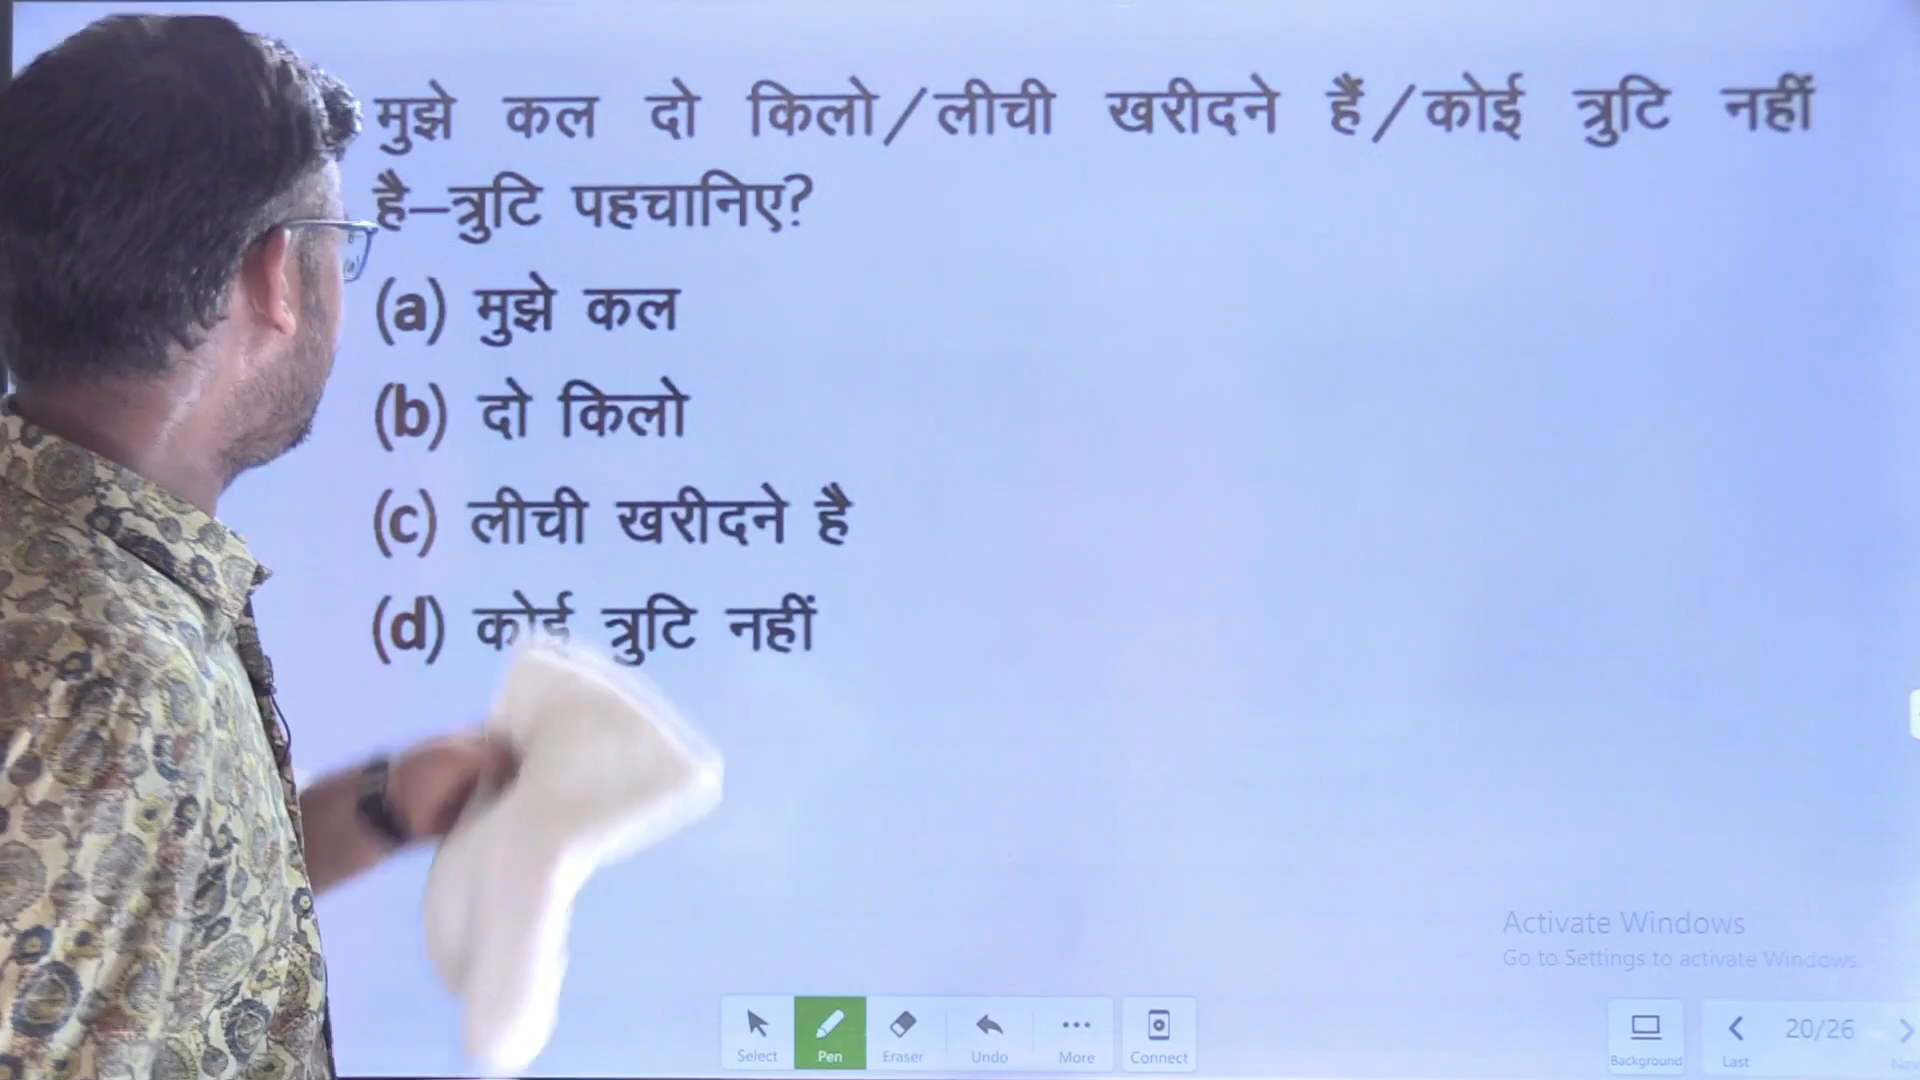 मुझे कल दो किलो/लीची खरीदने हैं/कोई त्रुटि नहीं
है–त्रुटि पहचानिए?
(a) मुझे कल
(b) दो किलो
(c) लीची खरीदने है
(d) कोई त्रुटि नहीं
Activate Windows
Go to Settings to activate Windows.
Select Pen Eraser Undo More Connect
Background
20/26
Last